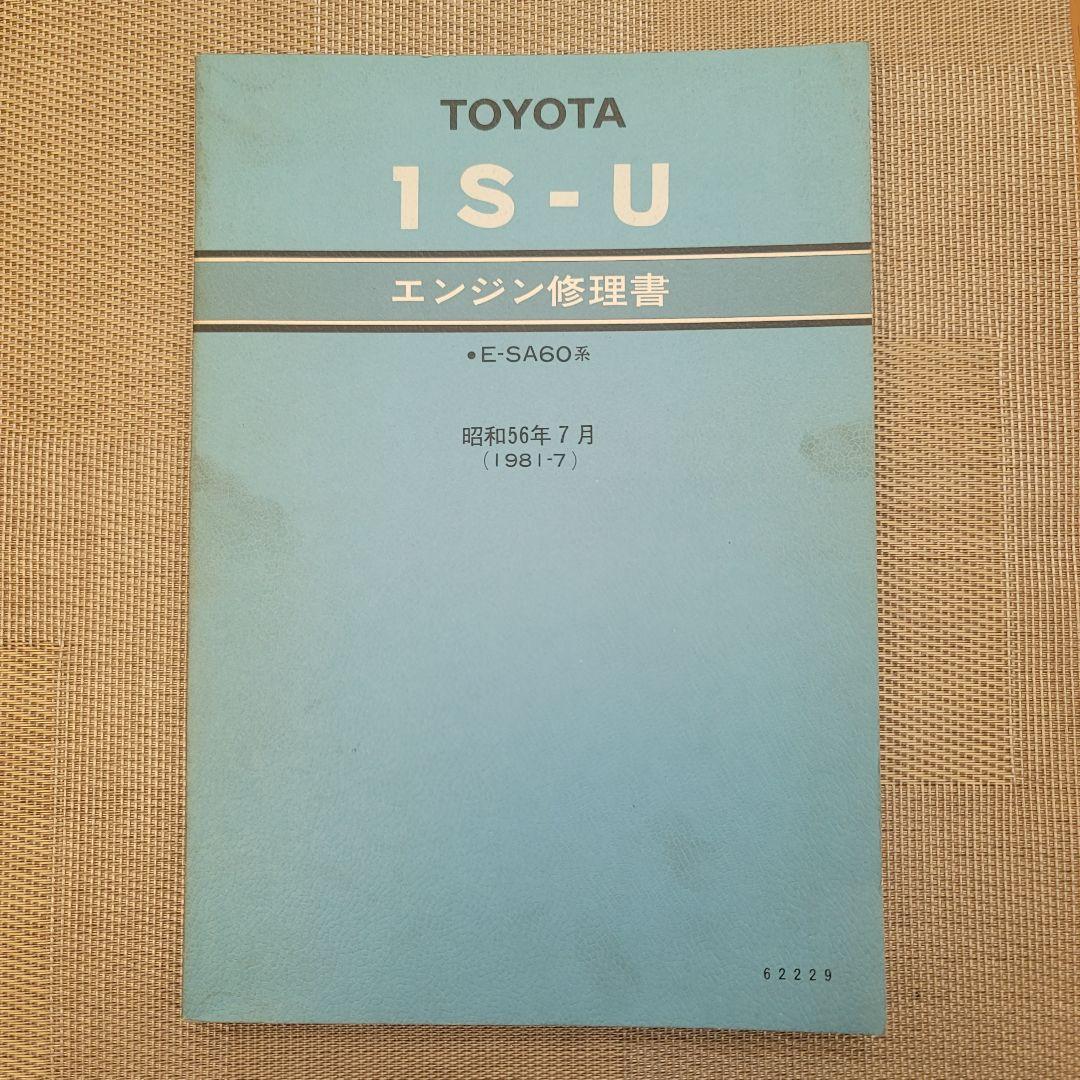 TOYOTA
1S-U
エンジン修理書
•E-SA60系
昭和56年7月
(1981-7)
62229